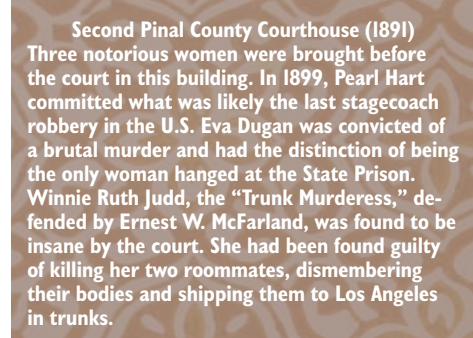 Second Pinal County Courthouse (1891)
Three notorious women were brought before
the court in this building. In 1899, Pearl Hart
committed what was likely the last stagecoach
robbery in the U.S. Eva Dugan was convicted of
a brutal murder and had the distinction of being
the only woman hanged at the State Prison.
Winnie Ruth Judd, the “Trunk Murderess,” de-
fended by Ernest W. McFarland, was found to be
insane by the court. She had been found guilty
of killing her two roommates, dismembering
their bodies and shipping them to Los Angeles
in trunks.